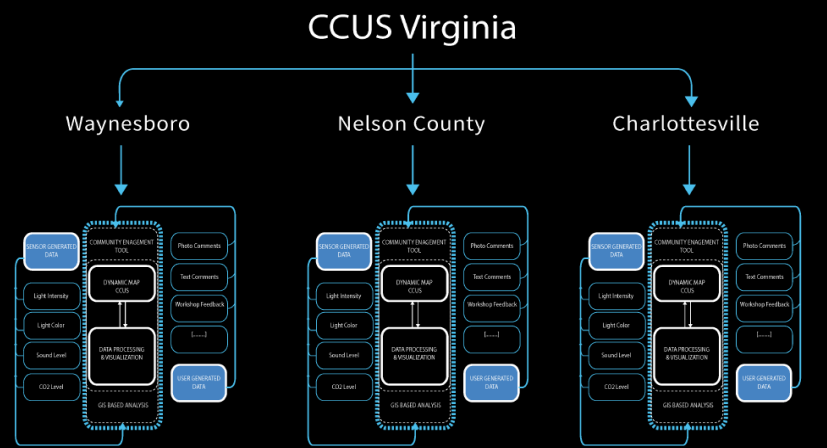 CCUS Virginia
Waynesboro
Nelson County
Charlottesville
SENSOR GENERATED
DATA
Light Intensity
Light Color
Sound Level
CO2 Level
COMMUNITY ENAGEMENT
TOOL
DYNAMIC MAP
CCUS
DATA PROCESSING
& VISUALIZATION
GIS BASED ANALYSIS
Photo Comments
Text Comments
Workshop Feedback
[........]
USER GENERATED
DATA
SENSOR GENERATED
DATA
Light Intensity
Light Color
Sound Level
CO2 Level
COMMUNITY ENAGEMENT
TOOL
DYNAMIC MAP
CCUS
DATA PROCESSING
& VISUALIZATION
GIS BASED ANALYSIS
Photo Comments
Text Comments
Workshop Feedback
[........]
USER GENERATED
DATA
SENSOR GENERATED
DATA
Light Intensity
Light Color
Sound Level
CO2 Level
COMMUNITY ENAGEMENT
TOOL
DYNAMIC MAP
CCUS
DATA PROCESSING
& VISUALIZATION
GIS BASED ANALYSIS
Photo Comments
Text Comments
Workshop Feedback
[........]
USER GENERATED
DATA